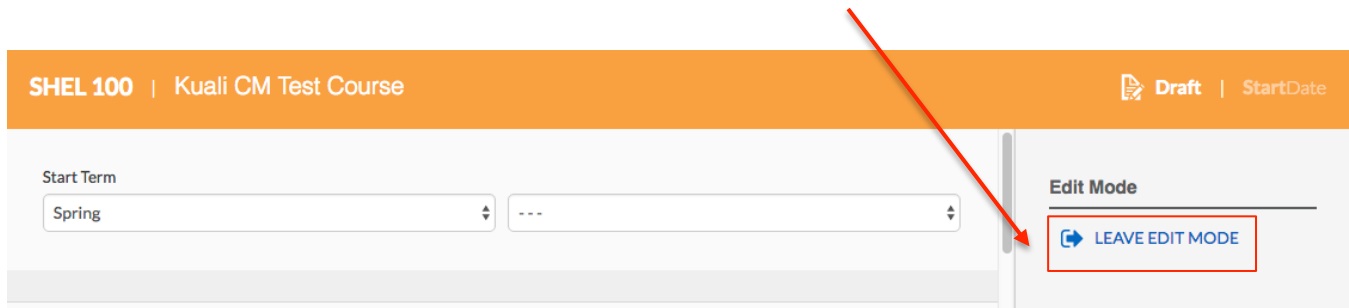 SHEL 100 | Kuali CM Test Course
Draft | StartDate
Start Term
Spring
---
Edit Mode
LEAVE EDIT MODE